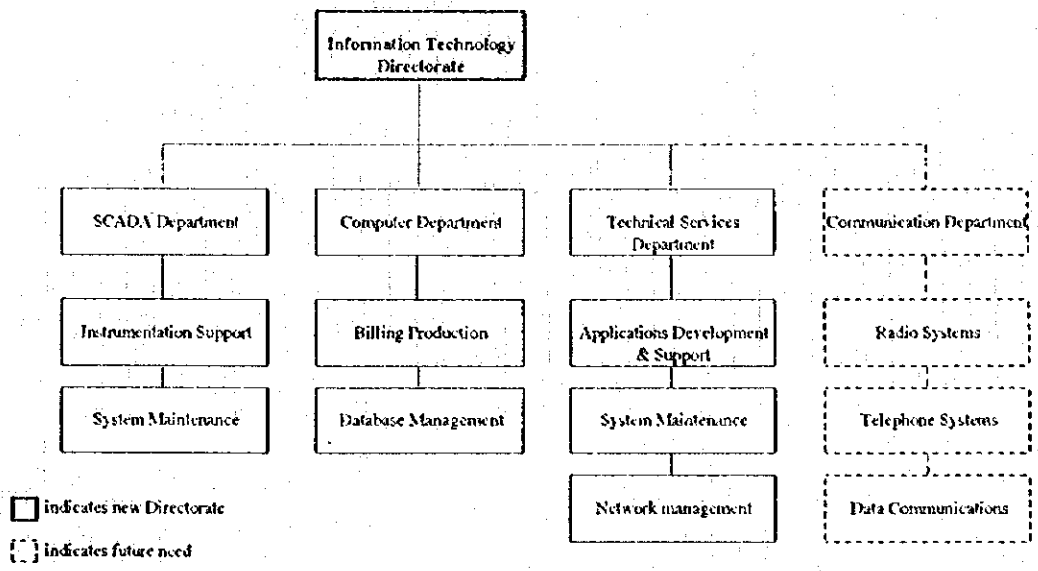 Information Technology
Directorate
SCADA Department
Computer Department
Technical Services
Department
Communication Department
Instrumentation Support
Billing Production
Applications Development
& Support
Radio Systems
System Maintenance
Database Management
System Maintenance
Telephone Systems
Network management
Data Communications
indicates new Directorate
indicates future need